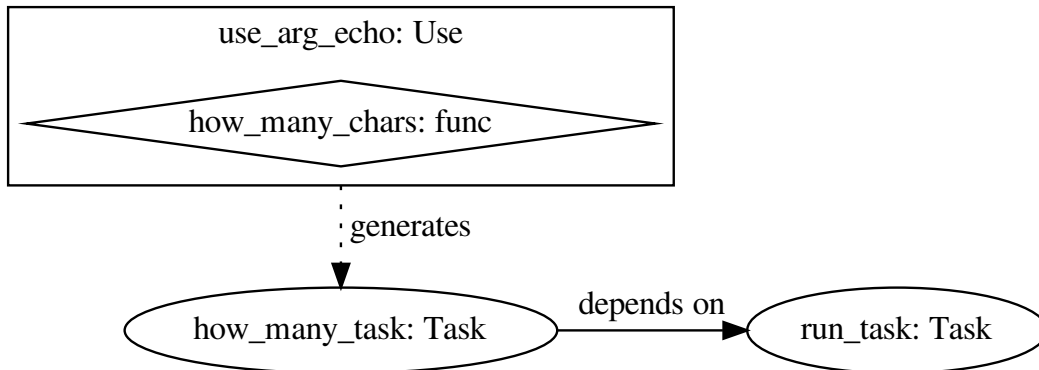 use_arg_echo: Use
how_many_chars: func
generates
how_many_task: Task
depends on
run_task: Task